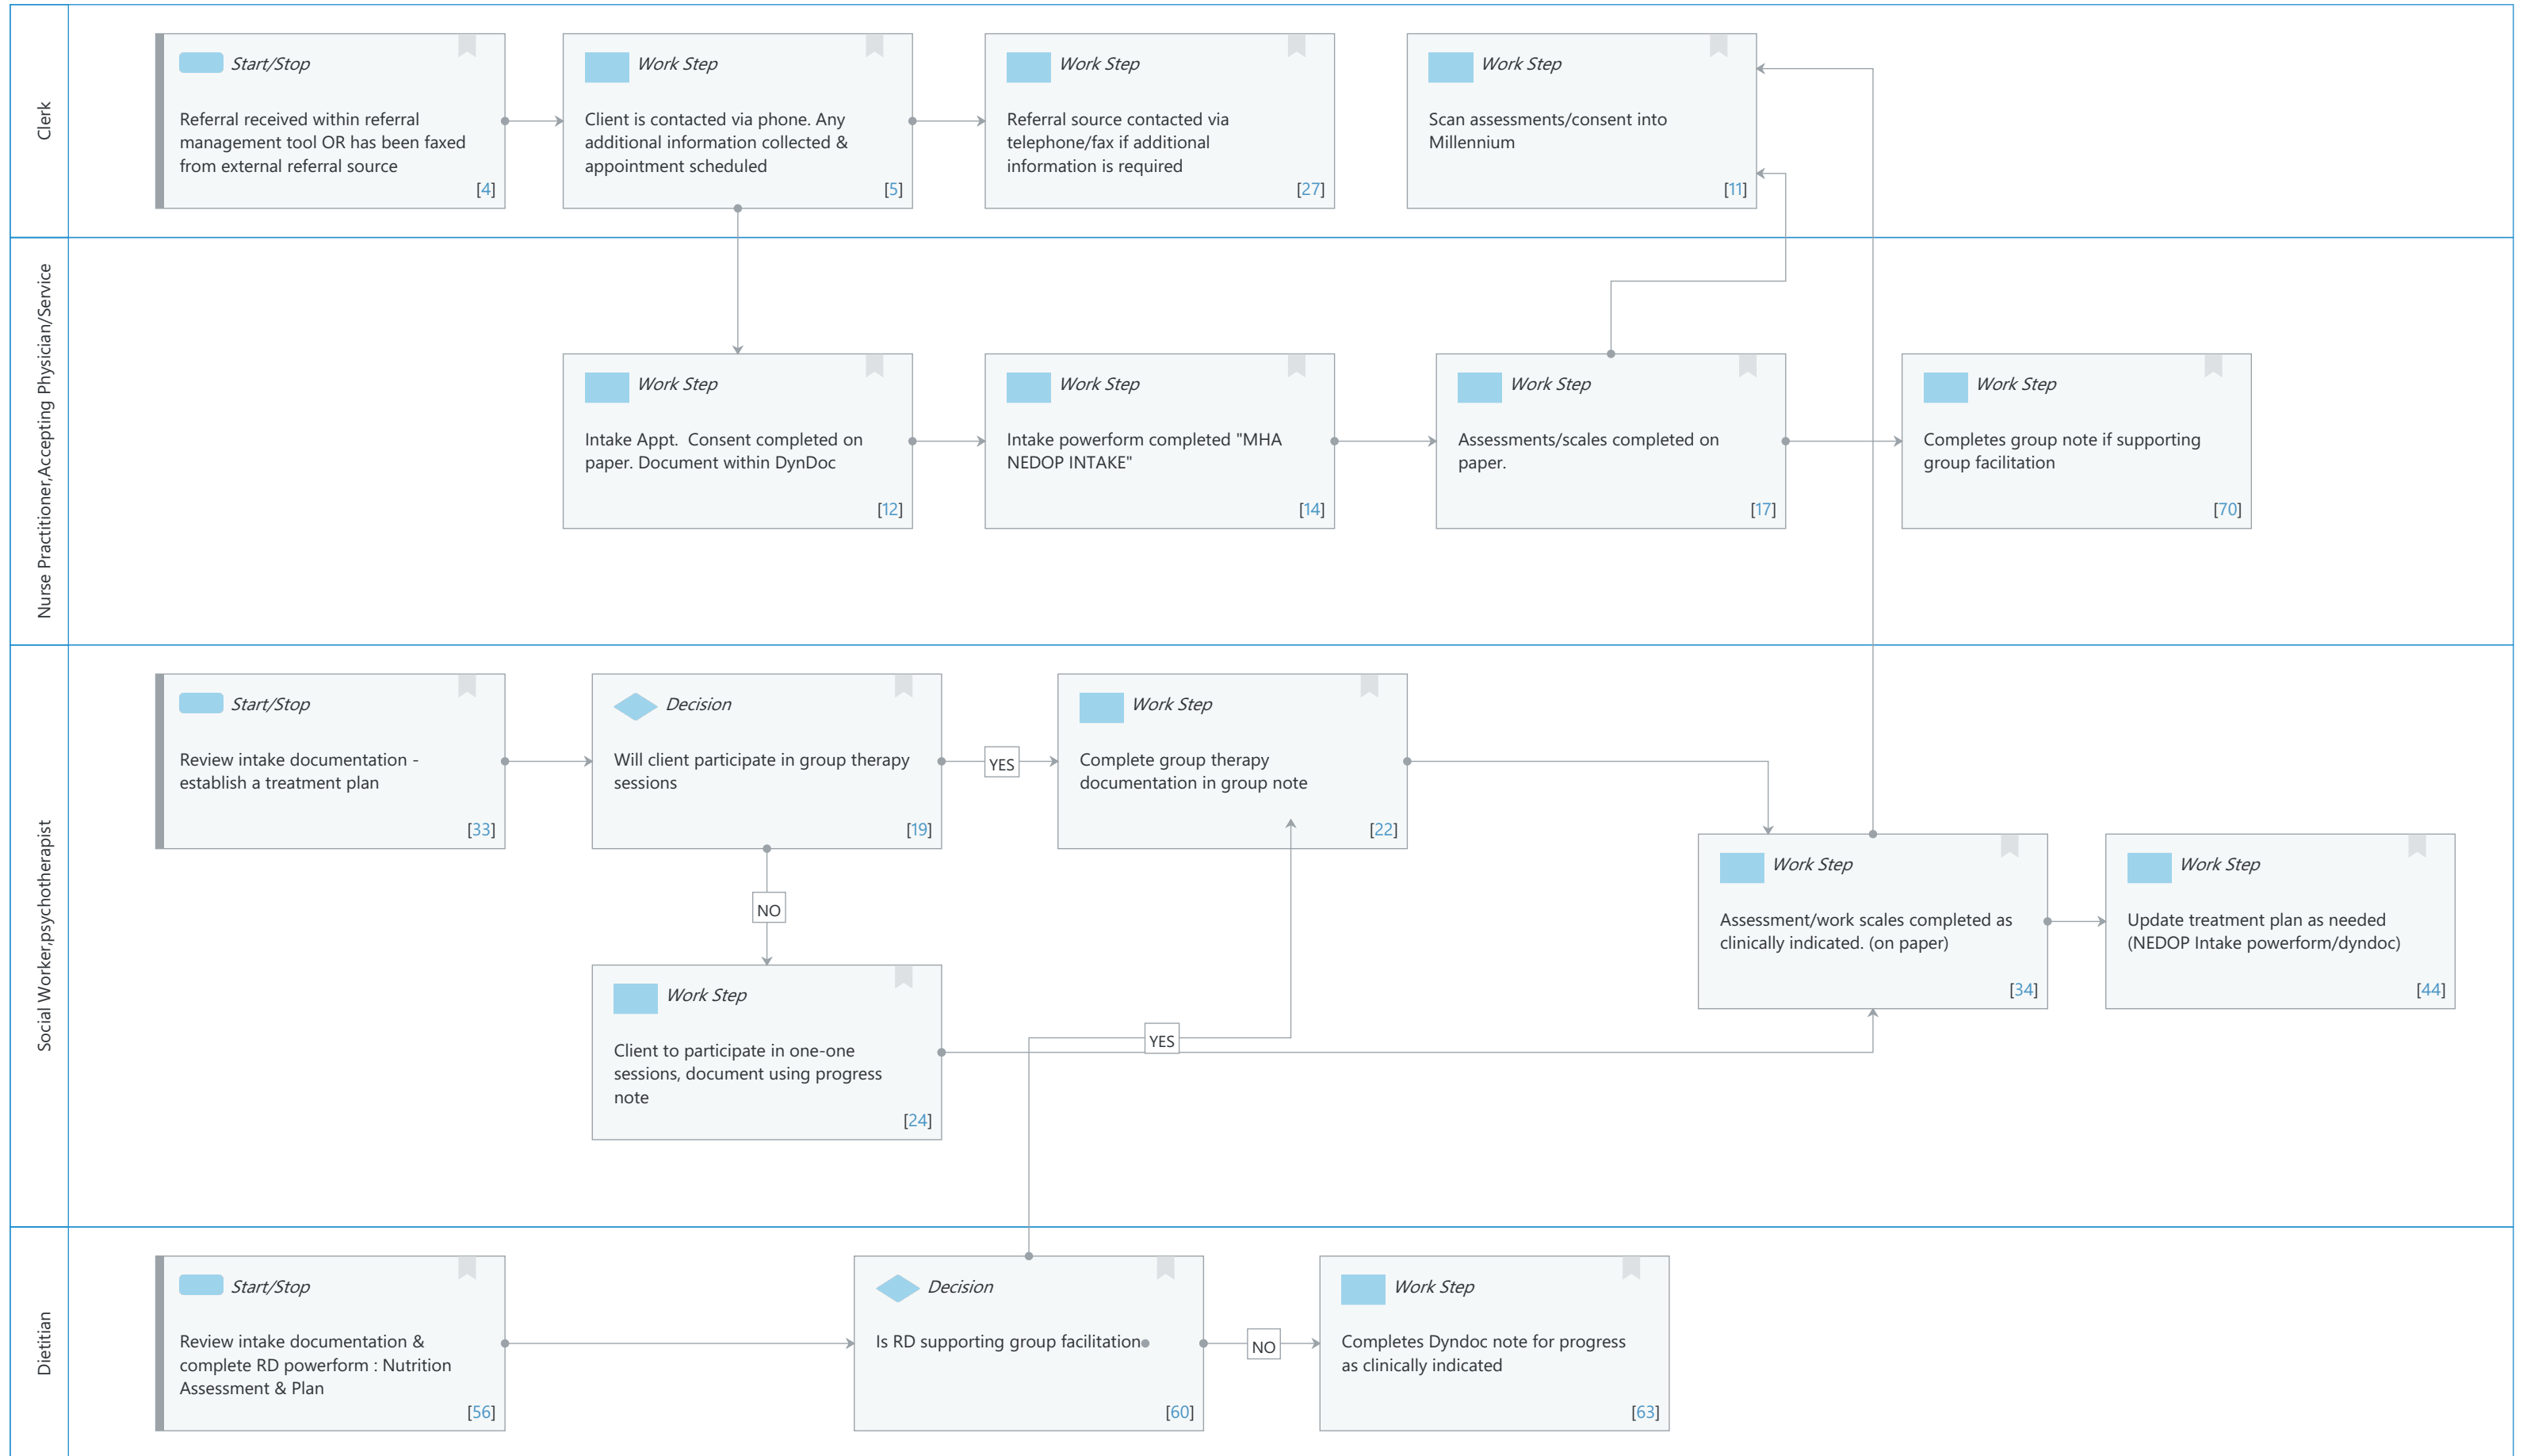 Clerk
Start/Stop
Referral received within referral
management tool OR has been faxed
from external referral source
[4]
Work Step
Client is contacted via phone. Any
additional information collected &
appointment scheduled
[5]
Work Step
Referral source contacted via
telephone/fax if additional
information is required
[27]
Work Step
Scan assessments/consent into
Millennium
[11]
Nurse Practitioner,Accepting Physician/Service
Work Step
Intake Appt.  Consent completed on
paper. Document within DynDoc
[12]
Work Step
Intake powerform completed "MHA
NEDOP INTAKE"
[14]
Work Step
Assessments/scales completed on
paper.
[17]
Work Step
Completes group note if supporting
group facilitation
[70]
Social Worker,psychotherapist
Start/Stop
Review intake documentation -
establish a treatment plan
[33]
Decision
Will client participate in group therapy
sessions
[19]
YES
Work Step
Complete group therapy
documentation in group note
[22]
NO
Work Step
Client to participate in one-one
sessions, document using progress
note
[24]
YES
Work Step
Assessment/work scales completed as
clinically indicated. (on paper)
[34]
Work Step
Update treatment plan as needed
(NEDOP Intake powerform/dyndoc)
[44]
Dietitian
Start/Stop
Review intake documentation &
complete RD powerform : Nutrition
Assessment & Plan
[56]
Decision
Is RD supporting group facilitation
[60]
NO
Work Step
Completes Dyndoc note for progress
as clinically indicated
[63]